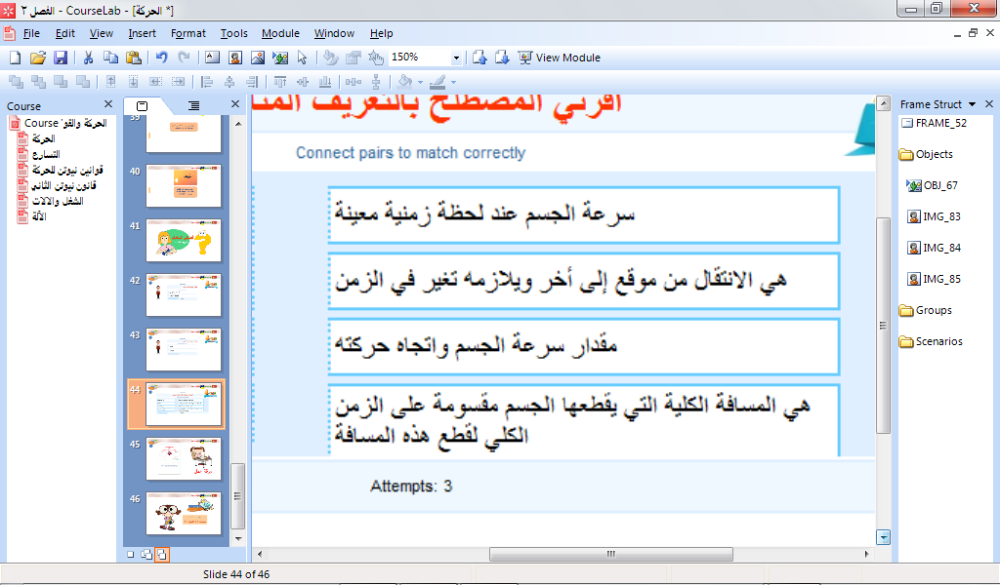 الفصل ٢ - CourseLab - [الحركة *]
File Edit View Insert Format Tools Module Window Help
150% View Module
Course
Course 'الحركة والقو
الحركة
التسارع
قوانين نيوتن للحركة
قانون نيوتن الثاني
الشغل والالات
الألة
39
40
41
42
43
44
45
46
اقرني المصطلح بالتعريف
Connect pairs to match correctly
سرعة الجسم عند لحظة زمنية معينة
هي الانتقال من موقع إلى أخر ويلازمه تغير في الزمن
مقدار سرعة الجسم واتجاه حركته
هي المسافة الكلية التي يقطعها الجسم مقسومة على الزمن
الكلي لقطع هذه المسافة
Attempts: 3
Frame Struct
FRAME_52
Objects
OBJ_67
IMG_83
IMG_84
IMG_85
Groups
Scenarios
Slide 44 of 46